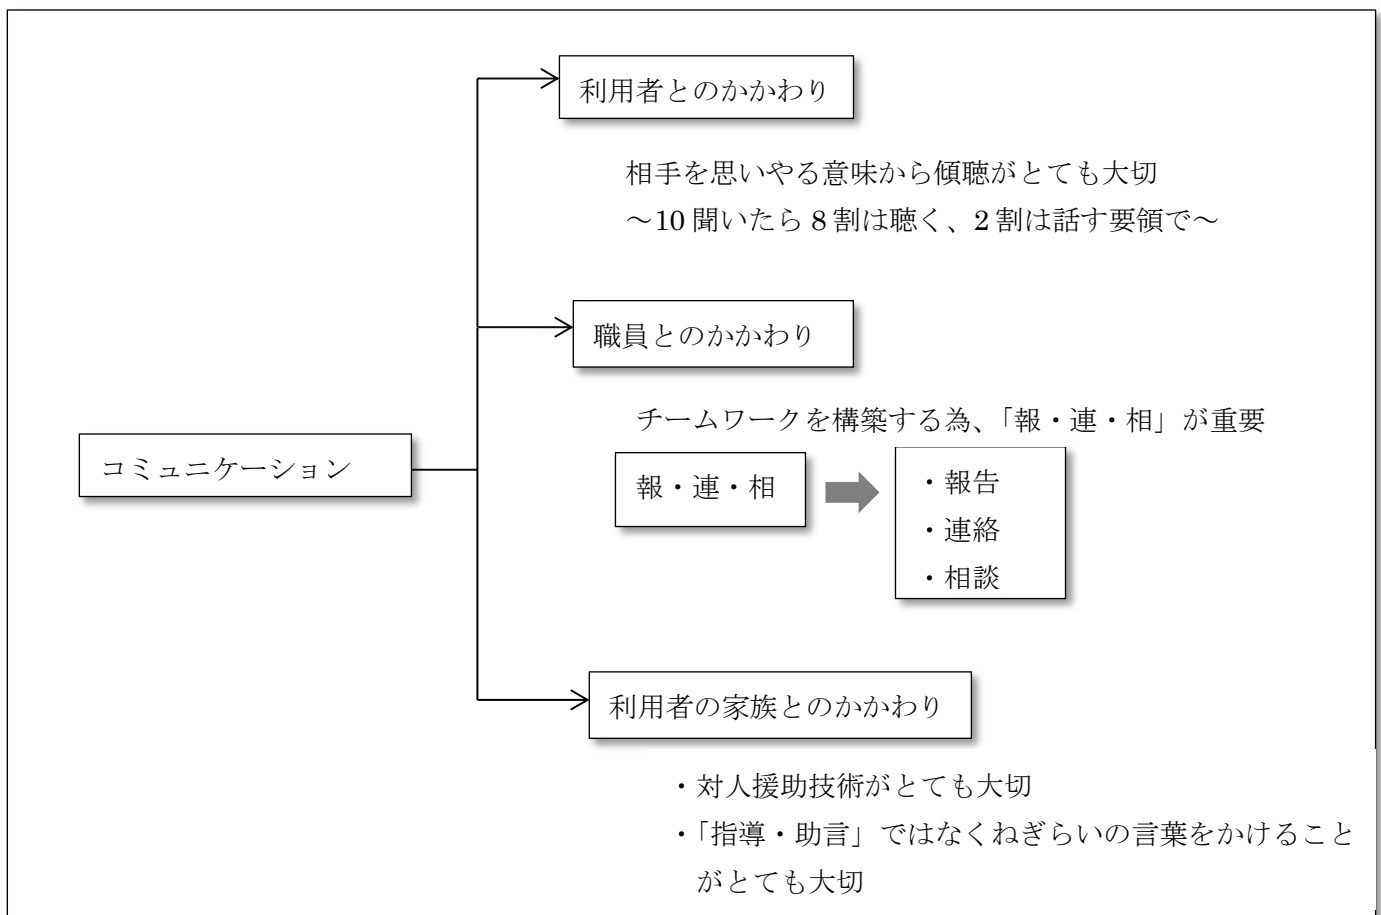 利用者とのかかわり
相手を思いやる意味から傾聴がとても大切
～10 聞いたら 8 割は聴く、2 割は話す要領で～
職員とのかかわり
チームワークを構築する為、「報・連・相」が重要
コミュニケーション
報・連・相
・報告
・連絡
・相談
利用者の家族とのかかわり
・対人援助技術がとても大切
・「指導・助言」ではなくねぎらいの言葉をかけること
がとても大切